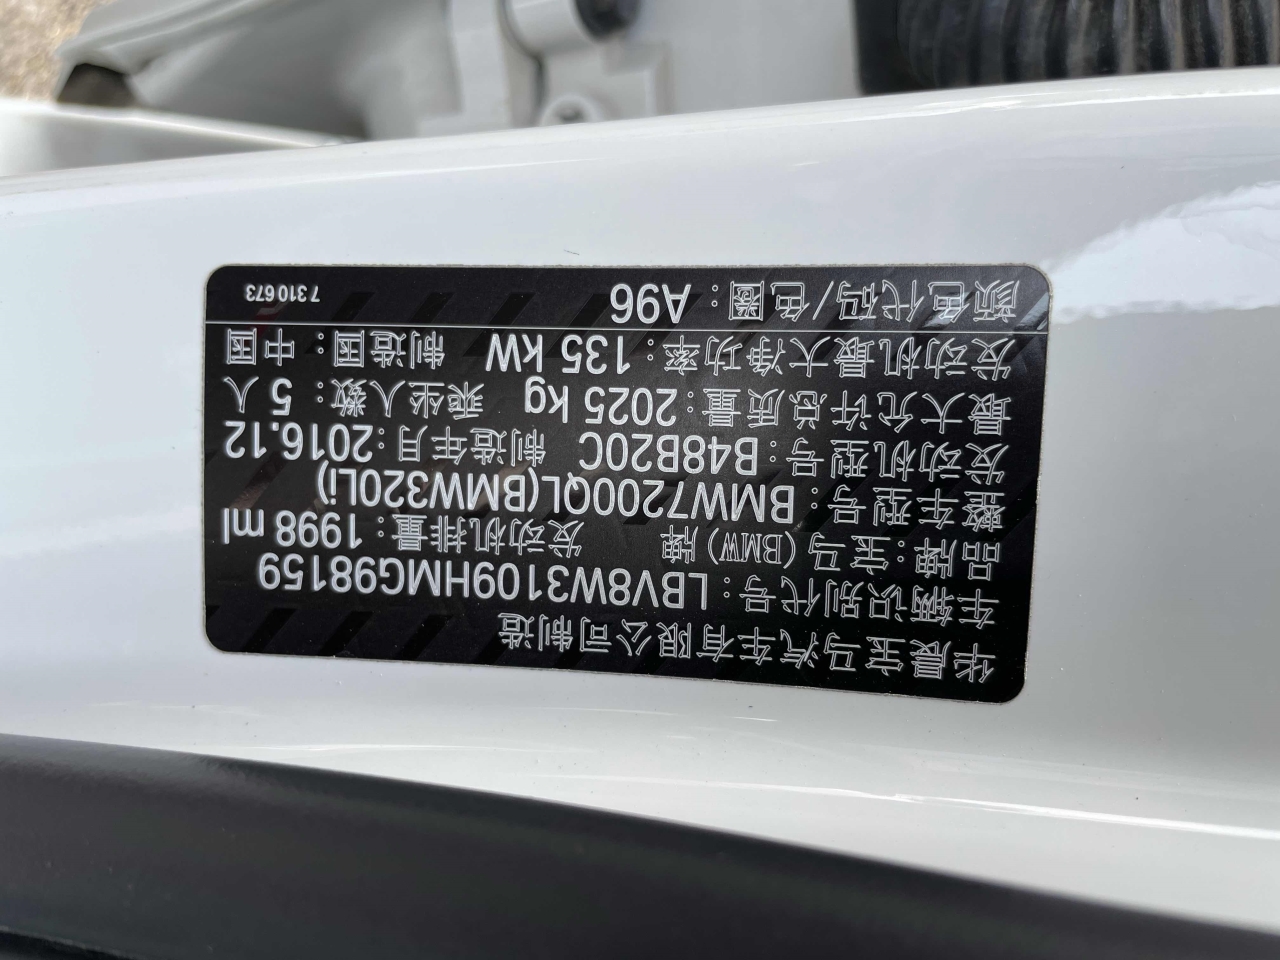 华晨宝马汽车有限公司制造
车辆识别代号：LBV8W3109HMG98159
品牌：宝马(BMW)牌 发动机排量：1998 ml
整车型号：BMW7200QL(BMW320Li)
发动机型号：B48B20C 制造年月：2016.12
最大允许总质量：2025 kg 乘坐人数：5人
发动机最大净功率：135 kW 制造国：中国
颜色代码/色圈：A96 7 310 673